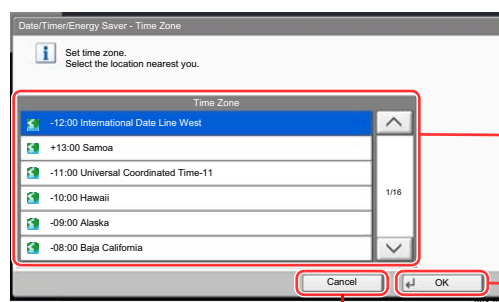 Date/Timer/Energy Saver - Time Zone
Set time zone.
Select the location nearest you.
Time Zone
-12:00 International Date Line West
+13:00 Samoa
-11:00 Universal Coordinated Time-11
-10:00 Hawaii
1/16
-09:00 Alaska
-08:00 Baja California
Cancel
OK